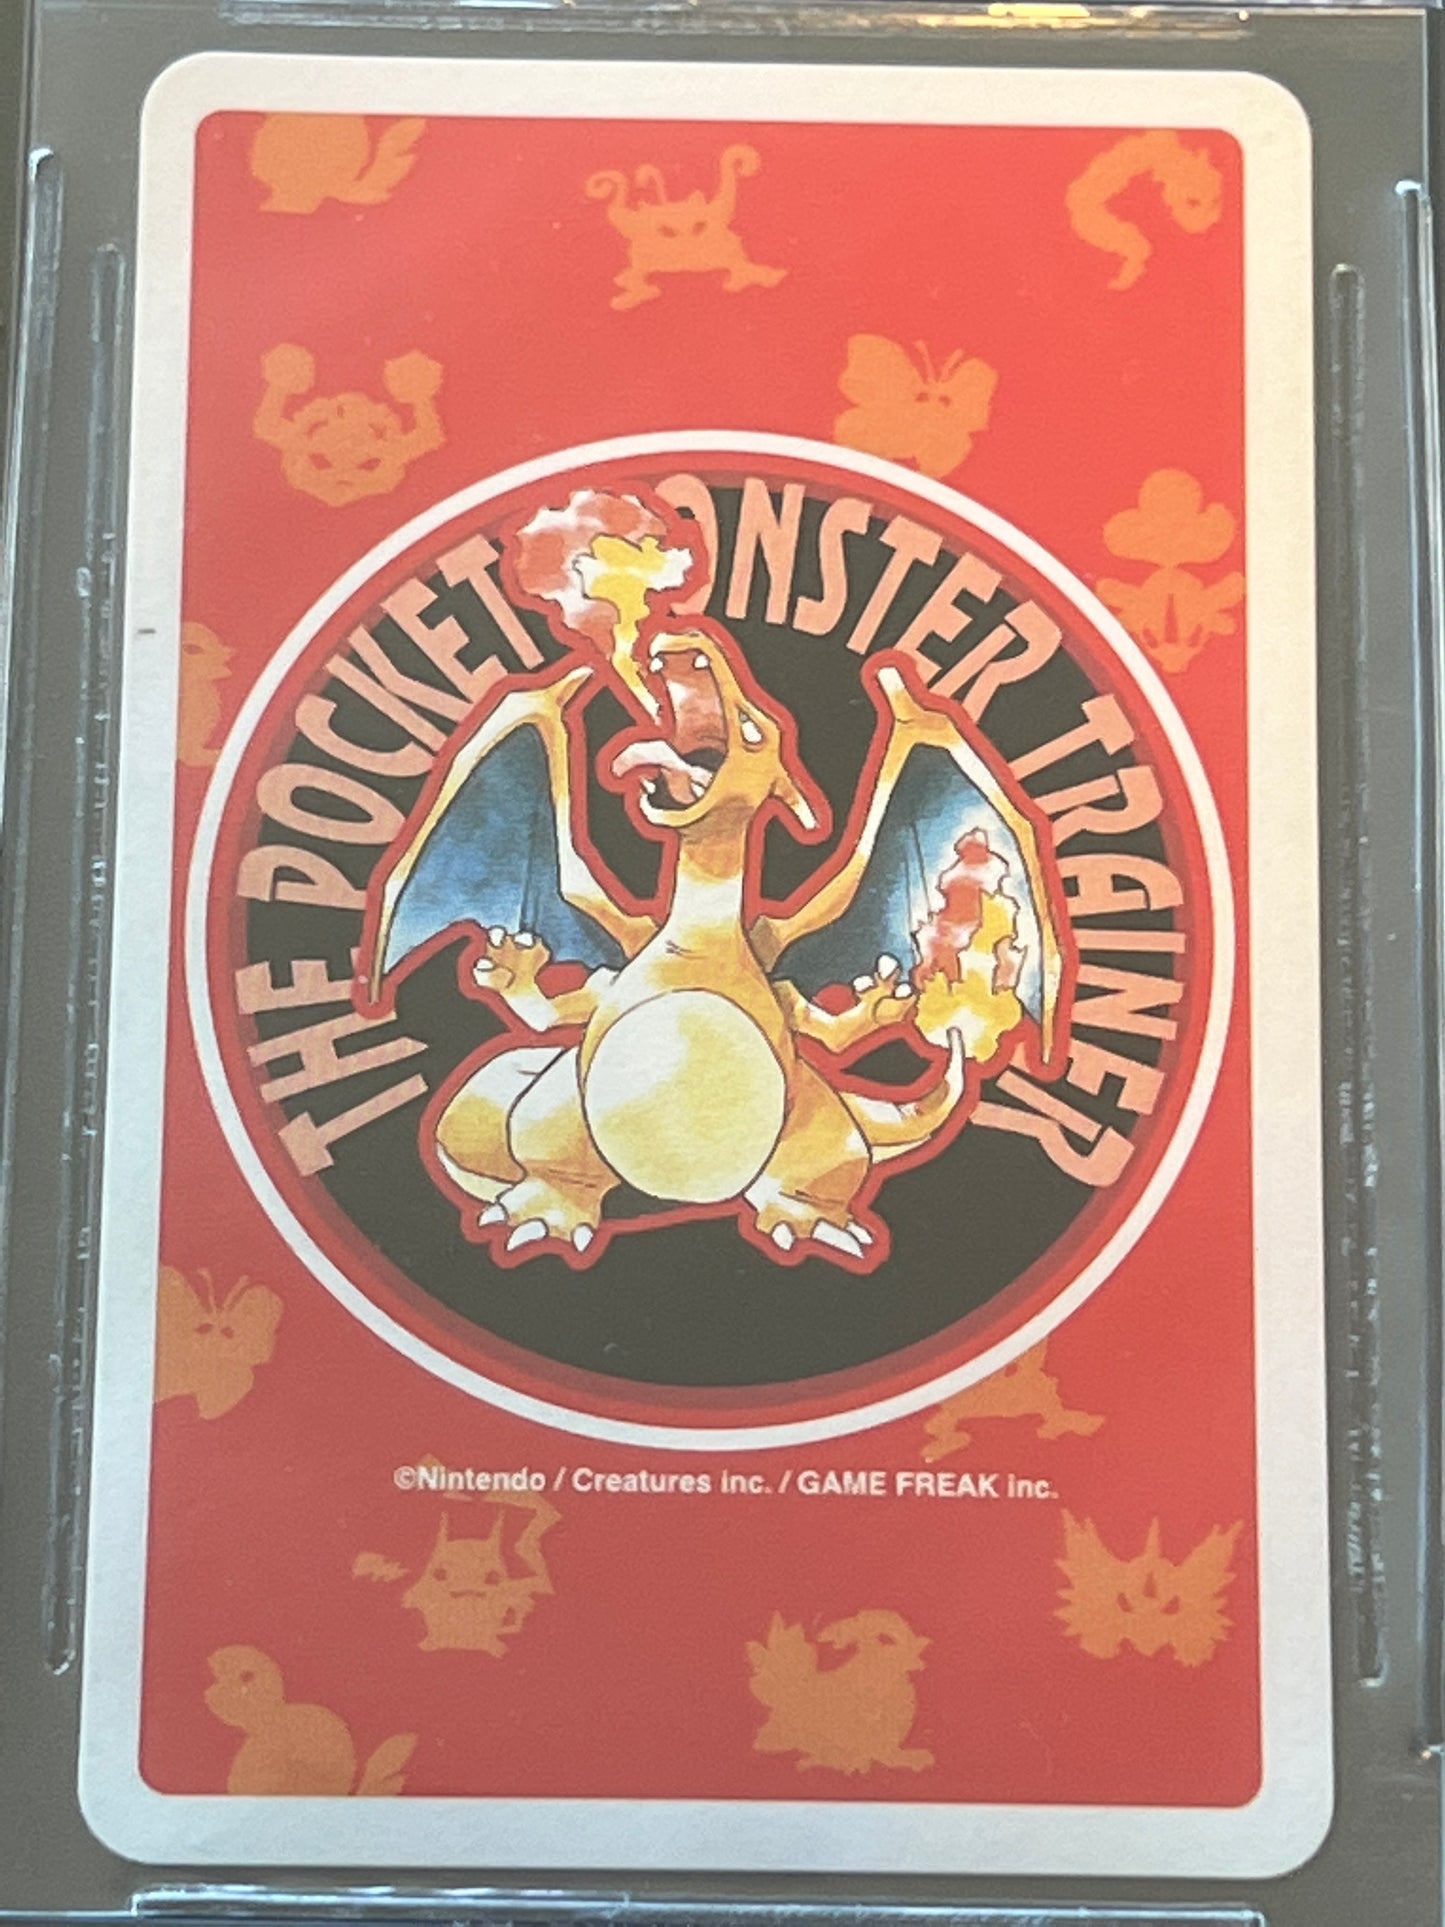 THE POCKET MONSTER TRAINER
©Nintendo / Creatures inc. / GAME FREAK inc.